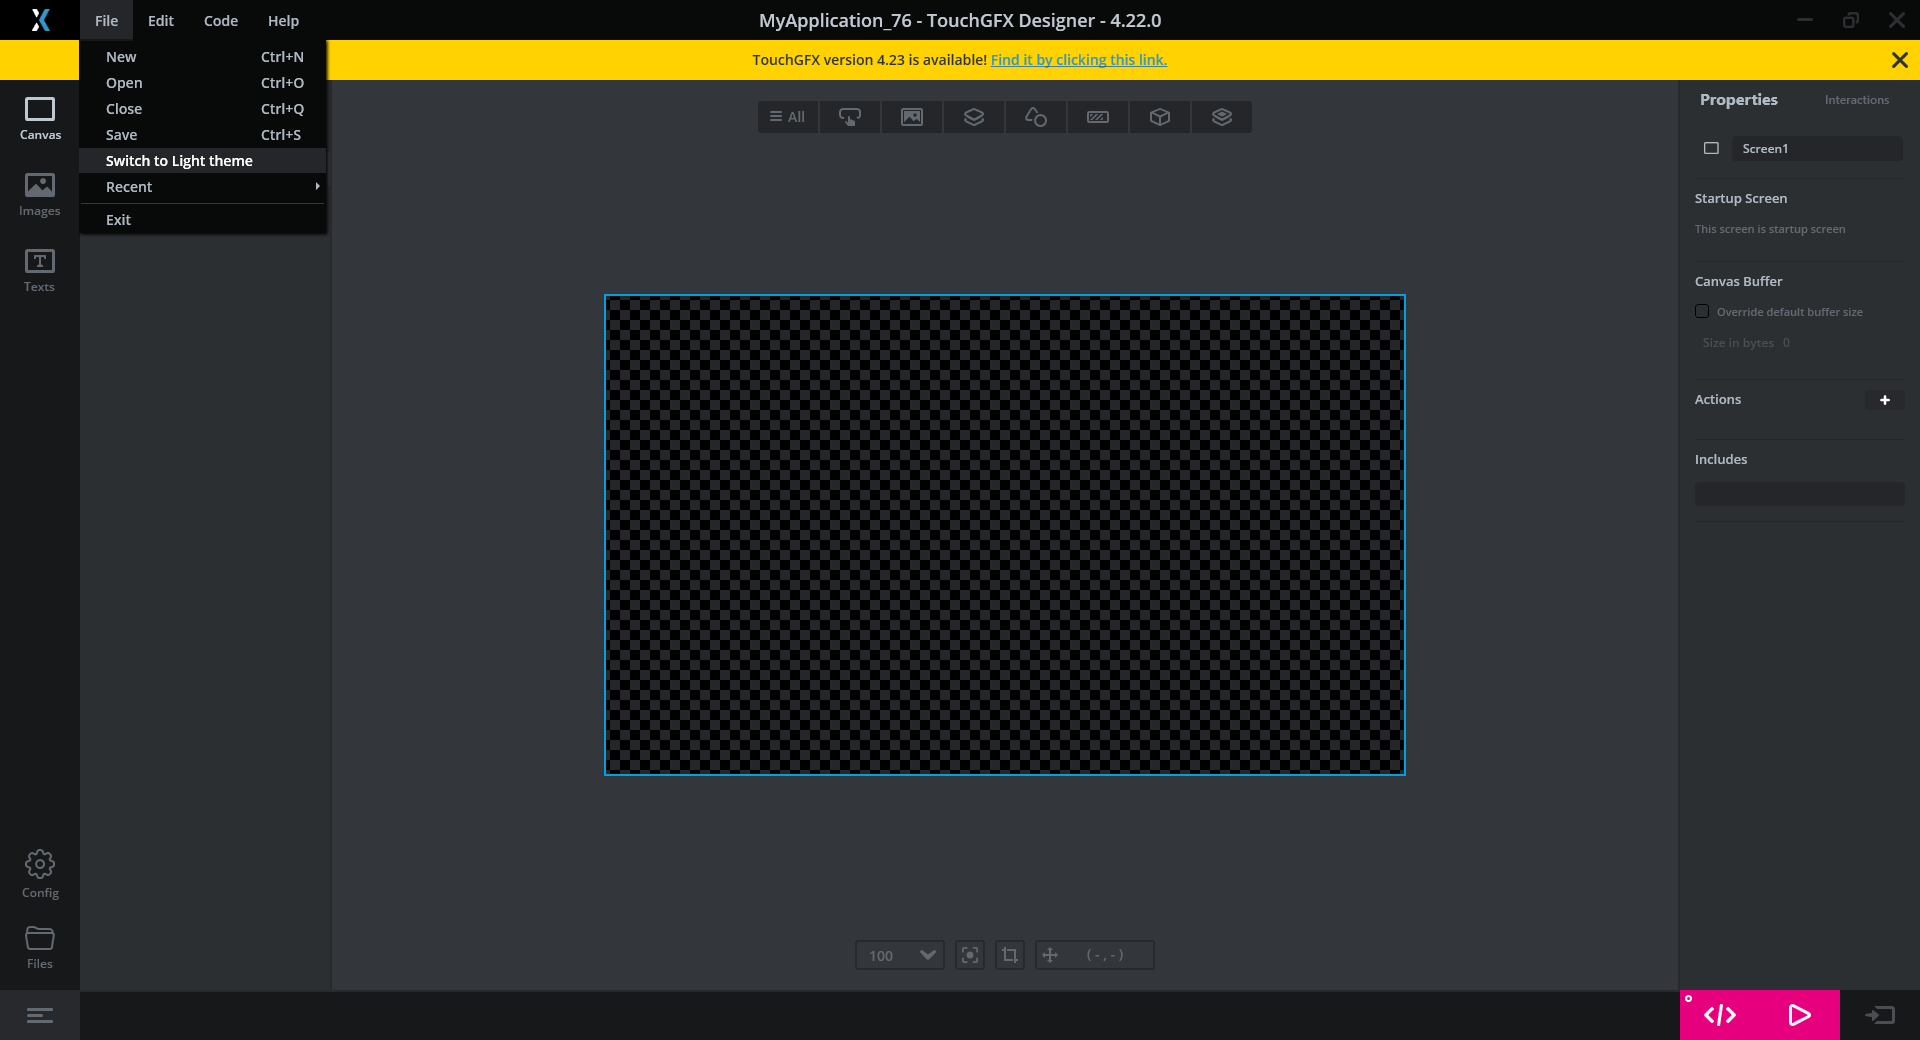 File Edit Code Help
MyApplication_76 - TouchGFX Designer - 4.22.0
TouchGFX version 4.23 is available! Find it by clicking this link.
New Ctrl+N
Open Ctrl+O
Close Ctrl+Q
Save Ctrl+S
Switch to Light theme
Recent
Exit
Canvas
Images
Texts
Config
Files
All
Properties Interactions
Screen1
Startup Screen
This screen is startup screen
Canvas Buffer
Override default buffer size
Size in bytes 0
Actions
Includes
100
( - , - )